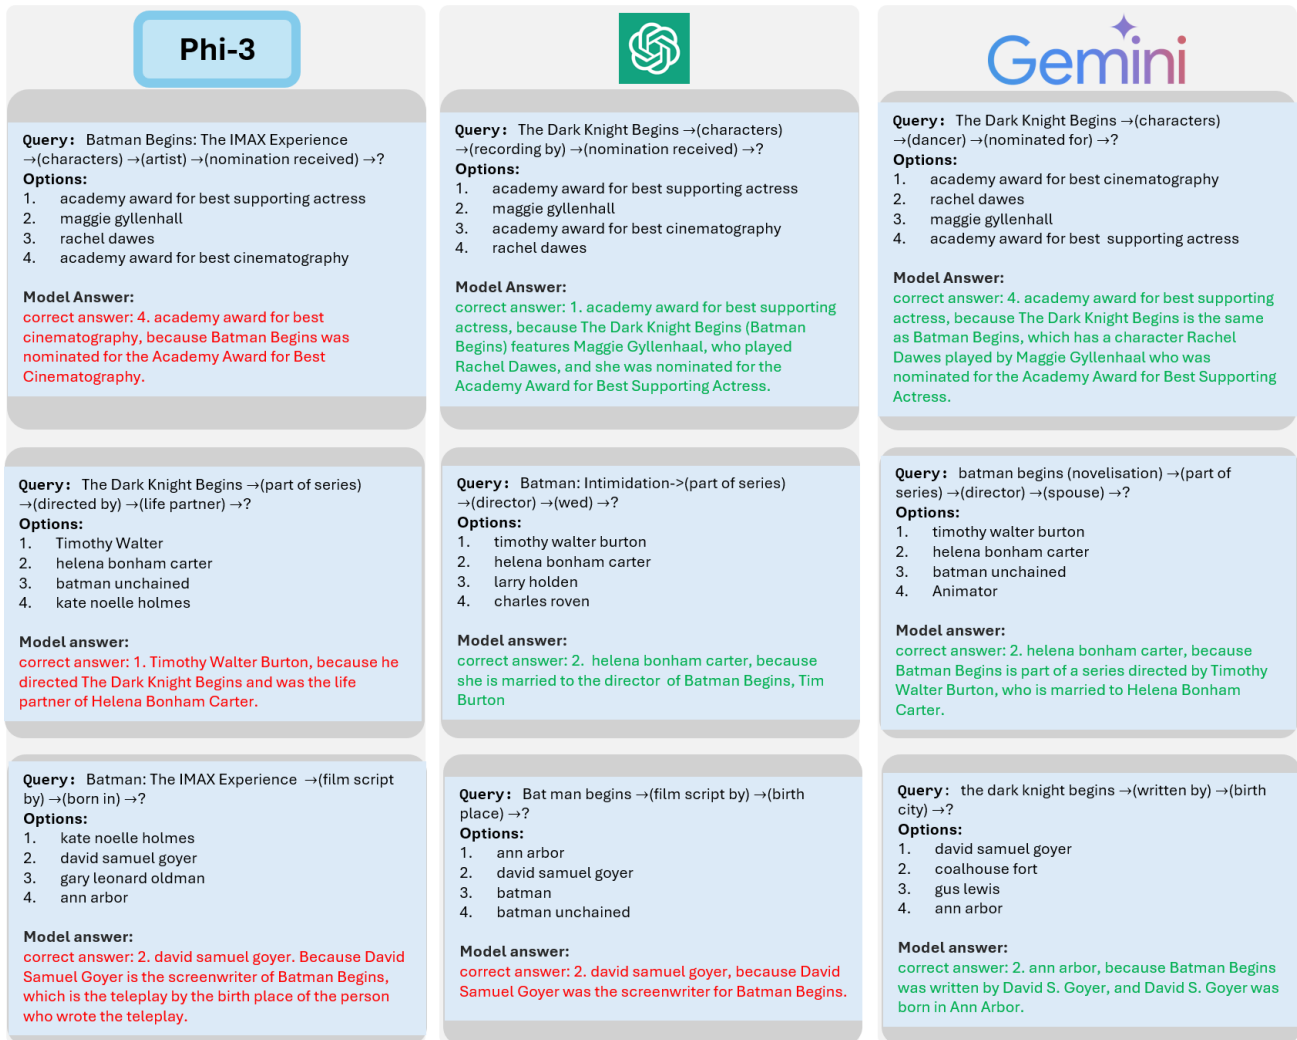 Phi-3
Query: Batman Begins: The IMAX Experience
→(characters) →(artist) →(nomination received) →?
Options:
1. academy award for best supporting actress
2. maggie gyllenhall
3. rachel dawes
4. academy award for best cinematography
Model Answer:
correct answer: 4. academy award for best
cinematography, because Batman Begins was
nominated for the Academy Award for Best
Cinematography.
Query: The Dark Knight Begins →(part of series)
→(directed by) →(life partner) →?
Options:
1. Timothy Walter
2. helena bonham carter
3. batman unchained
4. kate noelle holmes
Model answer:
correct answer: 1. Timothy Walter Burton, because he
directed The Dark Knight Begins and was the life
partner of Helena Bonham Carter.
Query: Batman: The IMAX Experience →(film script
by) →(born in) →?
Options:
1. kate noelle holmes
2. david samuel goyer
3. gary leonard oldman
4. ann arbor
Model answer:
correct answer: 2. david samuel goyer. Because David
Samuel Goyer is the screenwriter of Batman Begins,
which is the teleplay by the birth place of the person
who wrote the teleplay.
Query: The Dark Knight Begins →(characters)
→(recording by) →(nomination received) →?
Options:
1. academy award for best supporting actress
2. maggie gyllenhall
3. academy award for best cinematography
4. rachel dawes
Model Answer:
correct answer: 1. academy award for best supporting
actress, because The Dark Knight Begins (Batman
Begins) features Maggie Gyllenhaal, who played
Rachel Dawes, and she was nominated for the
Academy Award for Best Supporting Actress.
Query: Batman: Intimidation->(part of series)
→(director) →(wed) →?
Options:
1. timothy walter burton
2. helena bonham carter
3. larry holden
4. charles roven
Model answer:
correct answer: 2. helena bonham carter, because
she is married to the director of Batman Begins, Tim
Burton
Query: Bat man begins →(film script by) →(birth
place) →?
Options:
1. ann arbor
2. david samuel goyer
3. batman
4. batman unchained
Model answer:
correct answer: 2. david samuel goyer, because David
Samuel Goyer was the screenwriter for Batman Begins.
Gemini
Query: The Dark Knight Begins →(characters)
→(dancer) →(nominated for) →?
Options:
1. academy award for best cinematography
2. rachel dawes
3. maggie gyllenhall
4. academy award for best supporting actress
Model Answer:
correct answer: 4. academy award for best supporting
actress, because The Dark Knight Begins is the same
as Batman Begins, which has a character Rachel
Dawes played by Maggie Gyllenhaal who was
nominated for the Academy Award for Best Supporting
Actress.
Query: batman begins (novelisation) →(part of
series) →(director) →(spouse) →?
Options:
1. timothy walter burton
2. helena bonham carter
3. batman unchained
4. Animator
Model answer:
correct answer: 2. helena bonham carter, because
Batman Begins is part of a series directed by Timothy
Walter Burton, who is married to Helena Bonham
Carter.
Query: the dark knight begins →(written by) →(birth
city) →?
Options:
1. david samuel goyer
2. coalhouse fort
3. gus lewis
4. ann arbor
Model answer:
correct answer: 2. ann arbor, because Batman Begins
was written by David S. Goyer, and David S. Goyer was
born in Ann Arbor.